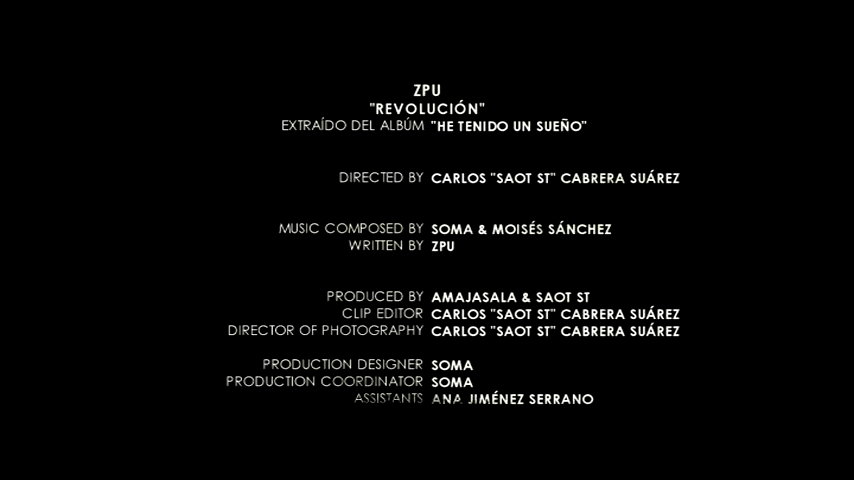 ZPU
"REVOLUCIÓN"
EXTRAÍDO DEL ALBÚM "HE TENIDO UN SUEÑO"
DIRECTED BY CARLOS "SAOT ST" CABRERA SUÁREZ
MUSIC COMPOSED BY SOMA & MOISÉS SÁNCHEZ
WRITTEN BY ZPU
PRODUCED BY AMAJASALA & SAOT ST
CLIP EDITOR CARLOS "SAOT ST" CABRERA SUÁREZ
DIRECTOR OF PHOTOGRAPHY CARLOS "SAOT ST" CABRERA SUÁREZ
PRODUCTION DESIGNER SOMA
PRODUCTION COORDINATOR SOMA
ASSISTANTS ANA JIMÉNEZ SERRANO